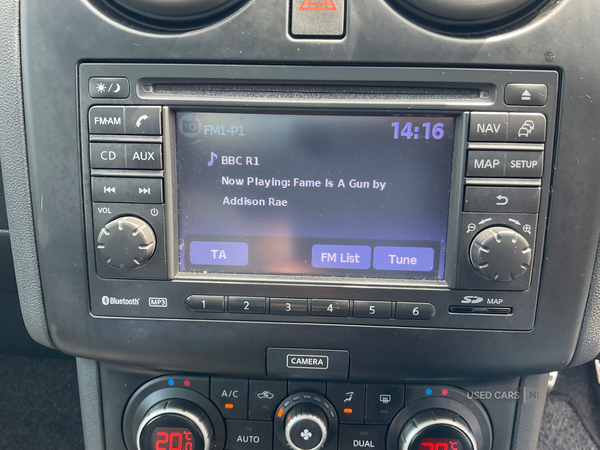 FM1-P1
14:16
BBC R1
Now Playing: Fame Is A Gun by
Addison Rae
TA
FM List
Tune
FM·AM
CD
AUX
VOL
NAV
MAP
SETUP
Bluetooth
MP3
1 2 3 4 5 6
SD MAP
CAMERA
A/C
AUTO
DUAL
20°C
20°C
USED CARS NI